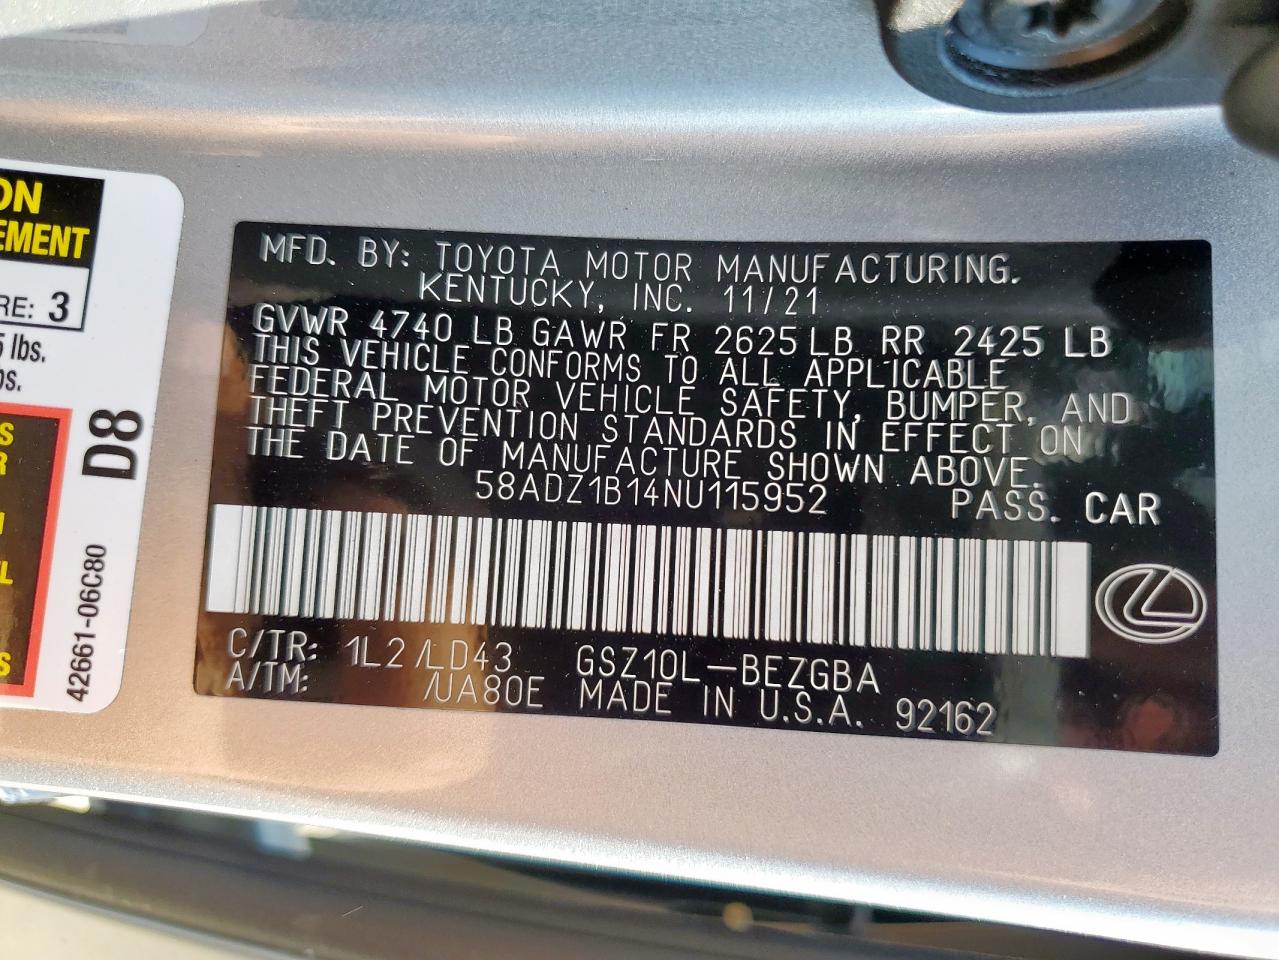 ON
EMENT
RE: 3
5 lbs.
bs.
S
R
L
S
D8
42661-06C80
MFD. BY: TOYOTA MOTOR MANUFACTURING.
KENTUCKY, INC. 11/21
GVWR 4740 LB GAWR FR 2625 LB RR 2425 LB
THIS VEHICLE CONFORMS TO ALL APPLICABLE
FEDERAL MOTOR VEHICLE SAFETY, BUMPER, AND
THEFT PREVENTION STANDARDS IN EFFECT ON
THE DATE OF MANUFACTURE SHOWN ABOVE.
58ADZ1B14NU115952 PASS. CAR
C/TR: 1L2/LD43 GSZ10L-BEZGBA
A/TM: /UA80E MADE IN U.S.A. 92162